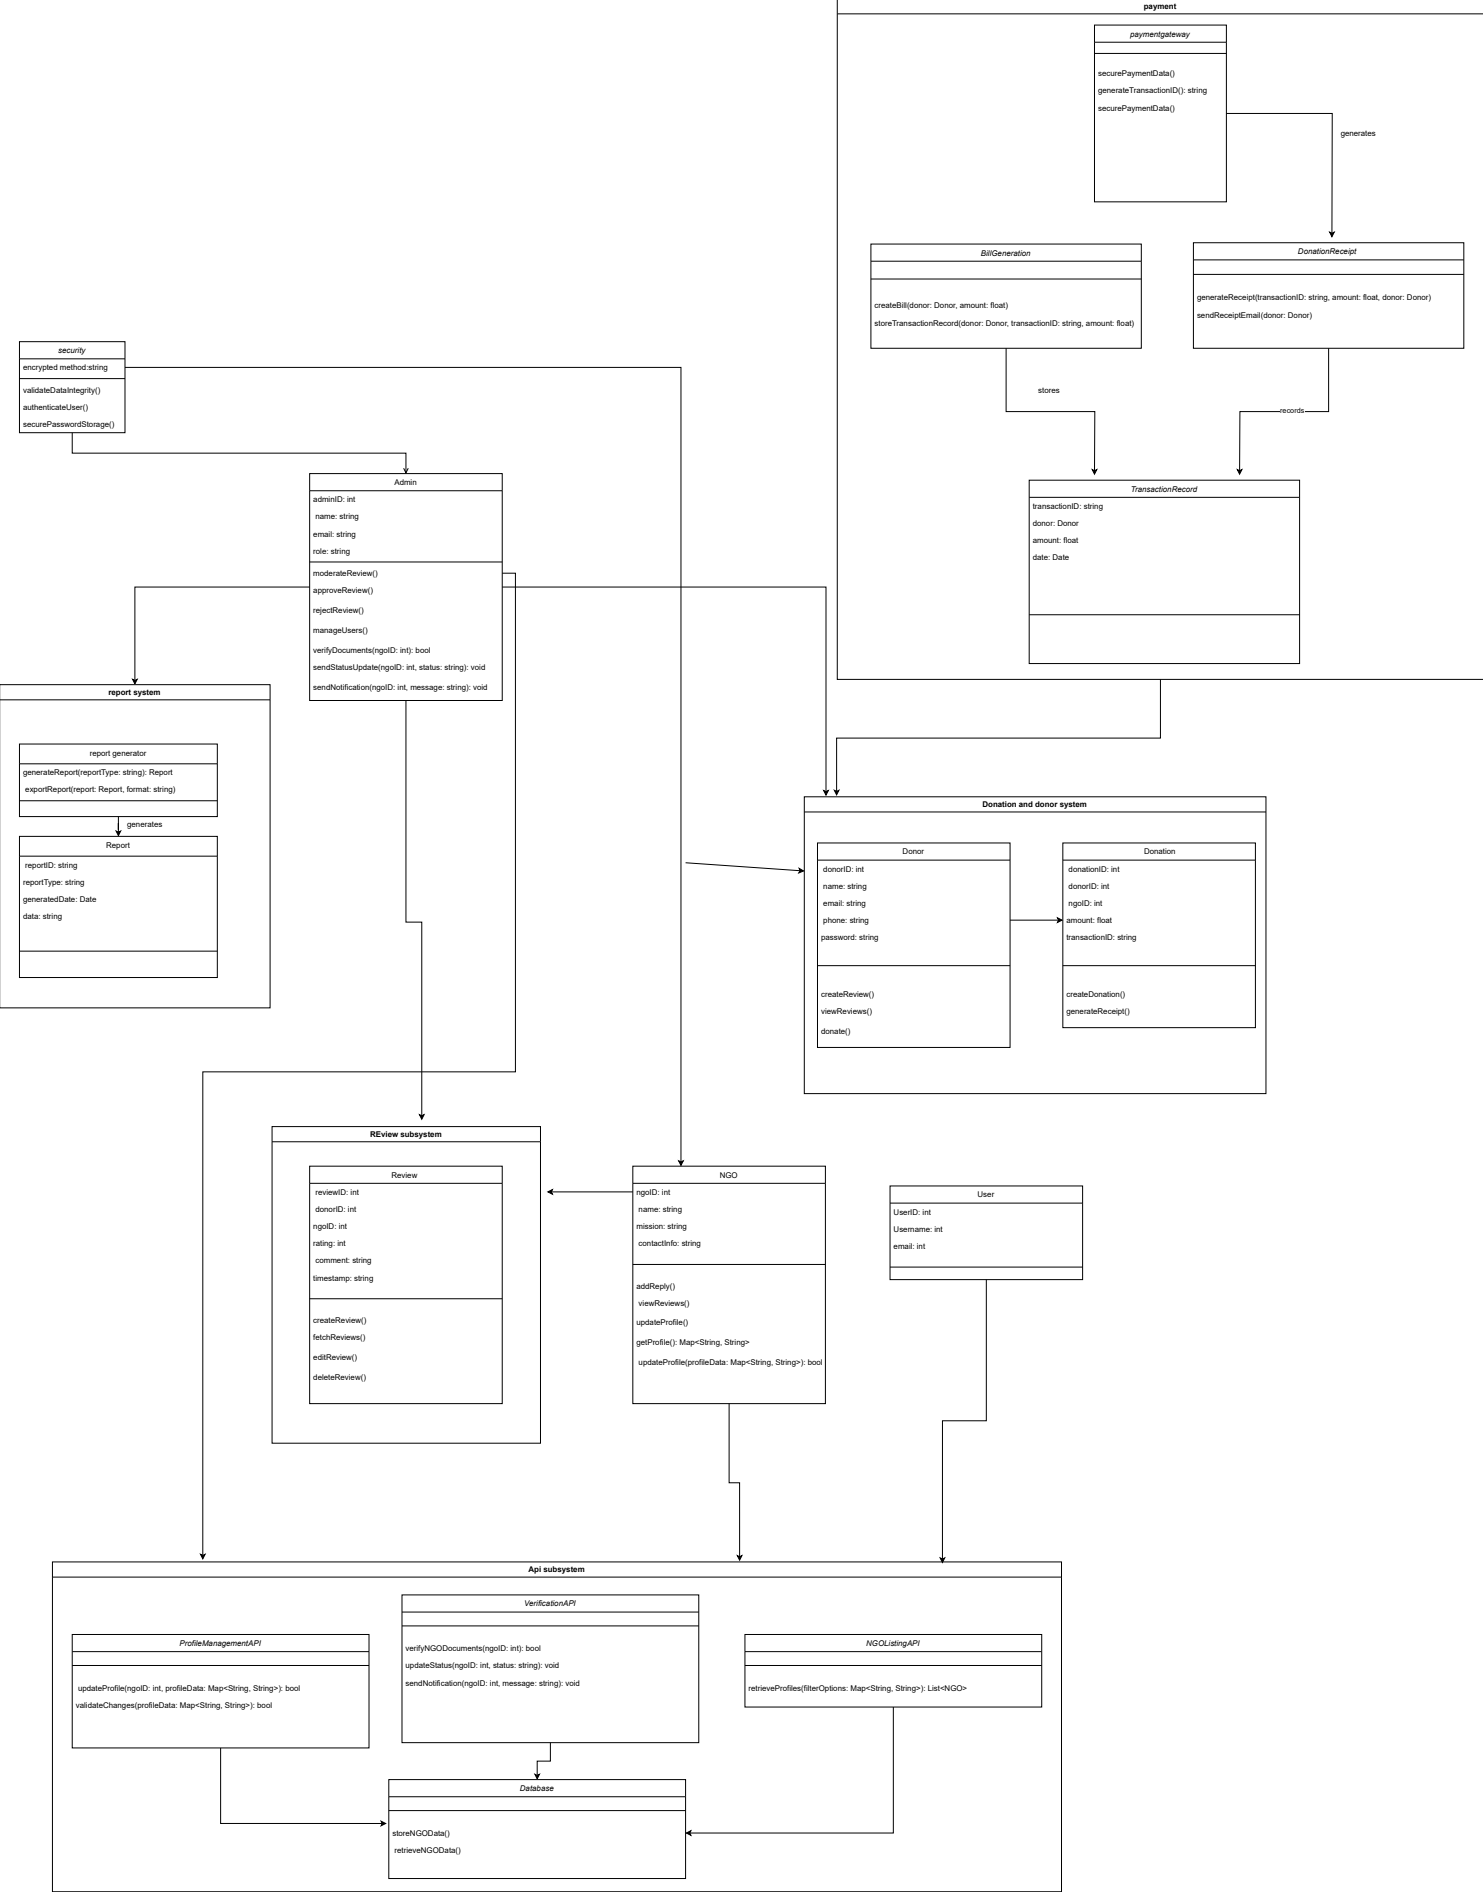 payment
paymentgateway
securePaymentData()
generateTransactionID(): string
securePaymentData()
generates
BillGeneration
createBill(donor: Donor, amount: float)
storeTransactionRecord(donor: Donor, transactionID: string, amount: float)
DonationReceipt
generateReceipt(transactionID: string, amount: float, donor: Donor)
sendReceiptEmail(donor: Donor)
stores
records
TransactionRecord
transactionID: string
donor: Donor
amount: float
date: Date
security
encrypted method:string
validateDataIntegrity()
authenticateUser()
securePasswordStorage()
Admin
adminID: int
name: string
email: string
role: string
moderateReview()
approveReview()
rejectReview()
manageUsers()
verifyDocuments(ngoID: int): bool
sendStatusUpdate(ngoID: int, status: string): void
sendNotification(ngoID: int, message: string): void
report system
report generator
generateReport(reportType: string): Report
exportReport(report: Report, format: string)
generates
Report
reportID: string
reportType: string
generatedDate: Date
data: string
Donation and donor system
Donor
donorID: int
name: string
email: string
phone: string
password: string
createReview()
viewReviews()
donate()
Donation
donationID: int
donorID: int
ngoID: int
amount: float
transactionID: string
createDonation()
generateReceipt()
REview subsystem
Review
reviewID: int
donorID: int
ngoID: int
rating: int
comment: string
timestamp: string
createReview()
fetchReviews()
editReview()
deleteReview()
NGO
ngoID: int
name: string
mission: string
contactInfo: string
addReply()
viewReviews()
updateProfile()
getProfile(): Map<String, String>
updateProfile(profileData: Map<String, String>): bool
User
UserID: int
Username: int
email: int
Api subsystem
ProfileManagementAPI
updateProfile(ngoID: int, profileData: Map<String, String>): bool
validateChanges(profileData: Map<String, String>): bool
VerificationAPI
verifyNGODocuments(ngoID: int): bool
updateStatus(ngoID: int, status: string): void
sendNotification(ngoID: int, message: string): void
NGOListingAPI
retrieveProfiles(filterOptions: Map<String, String>): List<NGO>
Database
storeNGOData()
retrieveNGOData()